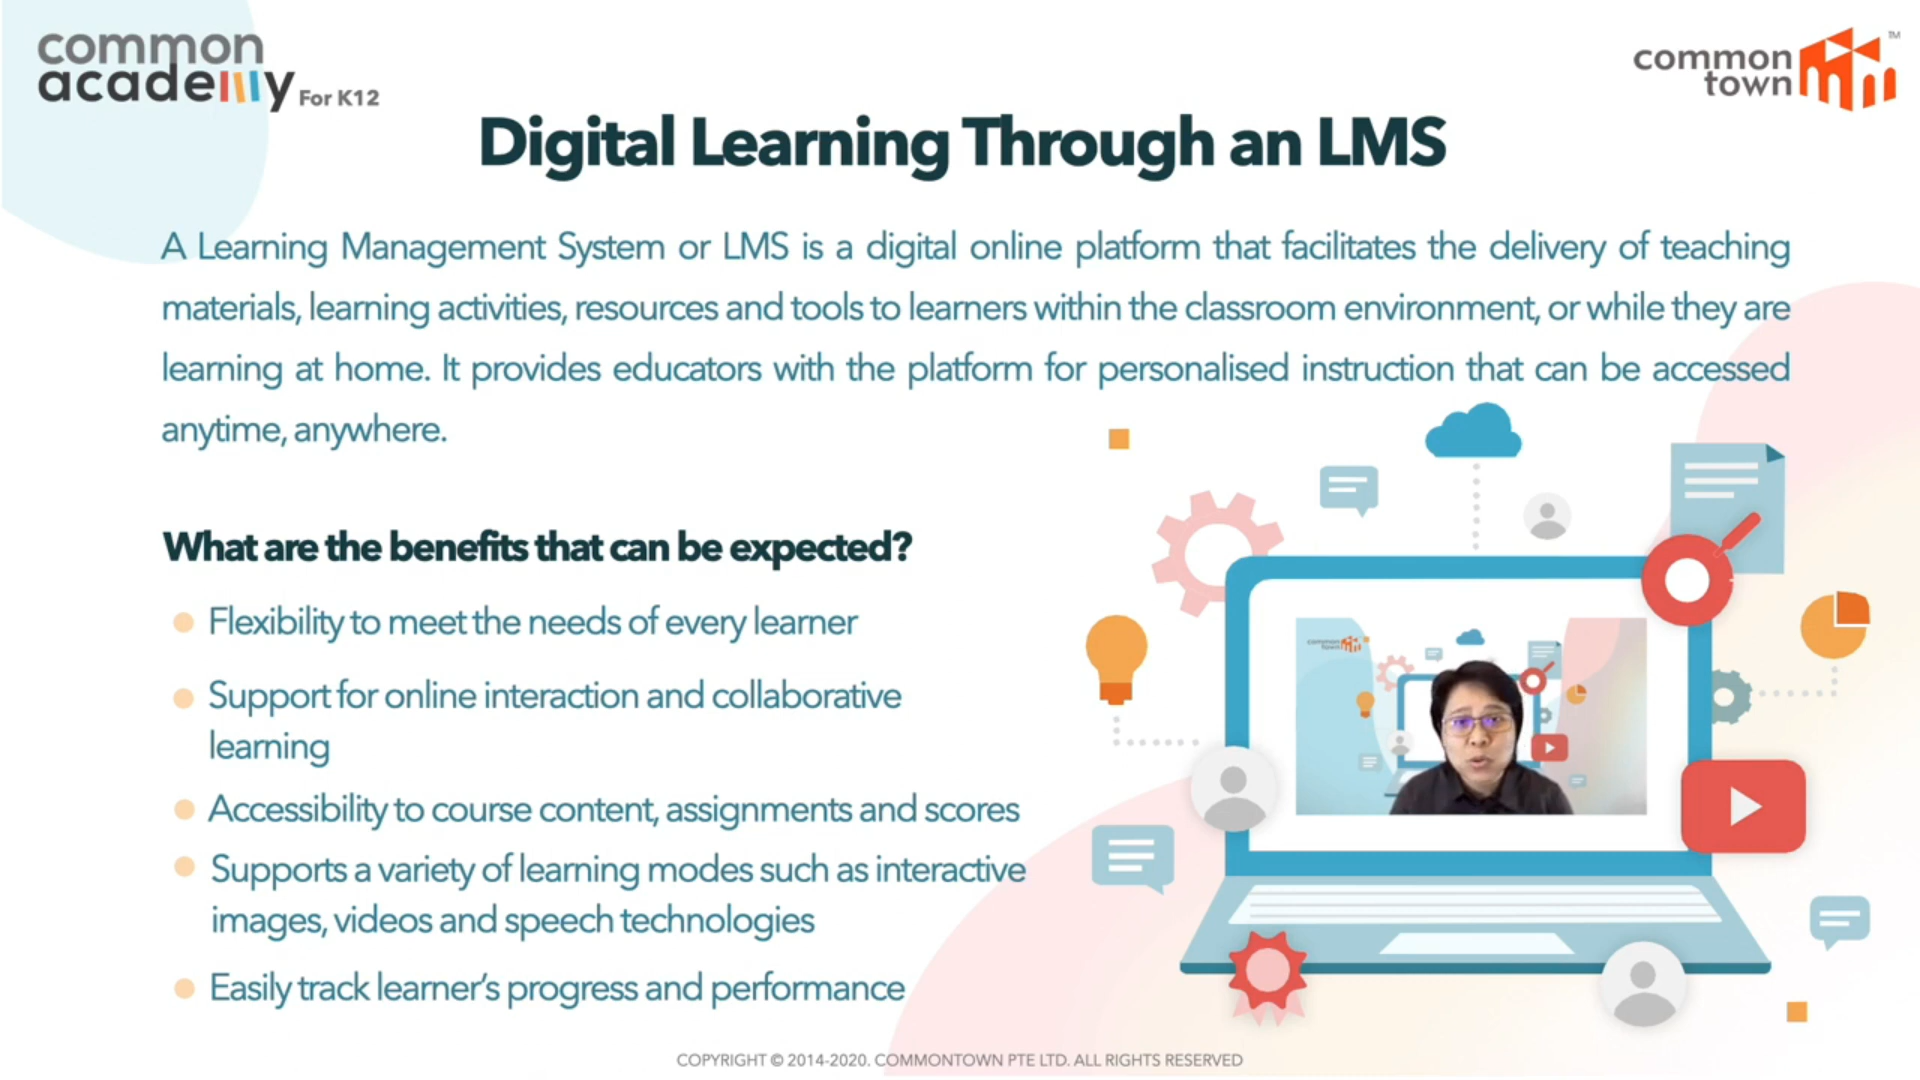 common
academy For K12
common
town ™
Digital Learning Through an LMS
A Learning Management System or LMS is a digital online platform that facilitates the delivery of teaching
materials, learning activities, resources and tools to learners within the classroom environment, or while they are
learning at home. It provides educators with the platform for personalised instruction that can be accessed
anytime, anywhere.
What are the benefits that can be expected?
Flexibility to meet the needs of every learner
Support for online interaction and collaborative
learning
Accessibility to course content, assignments and scores
Supports a variety of learning modes such as interactive
images, videos and speech technologies
Easily track learner's progress and performance
common
town
COPYRIGHT © 2014-2020. COMMONTOWN PTE LTD. ALL RIGHTS RESERVED